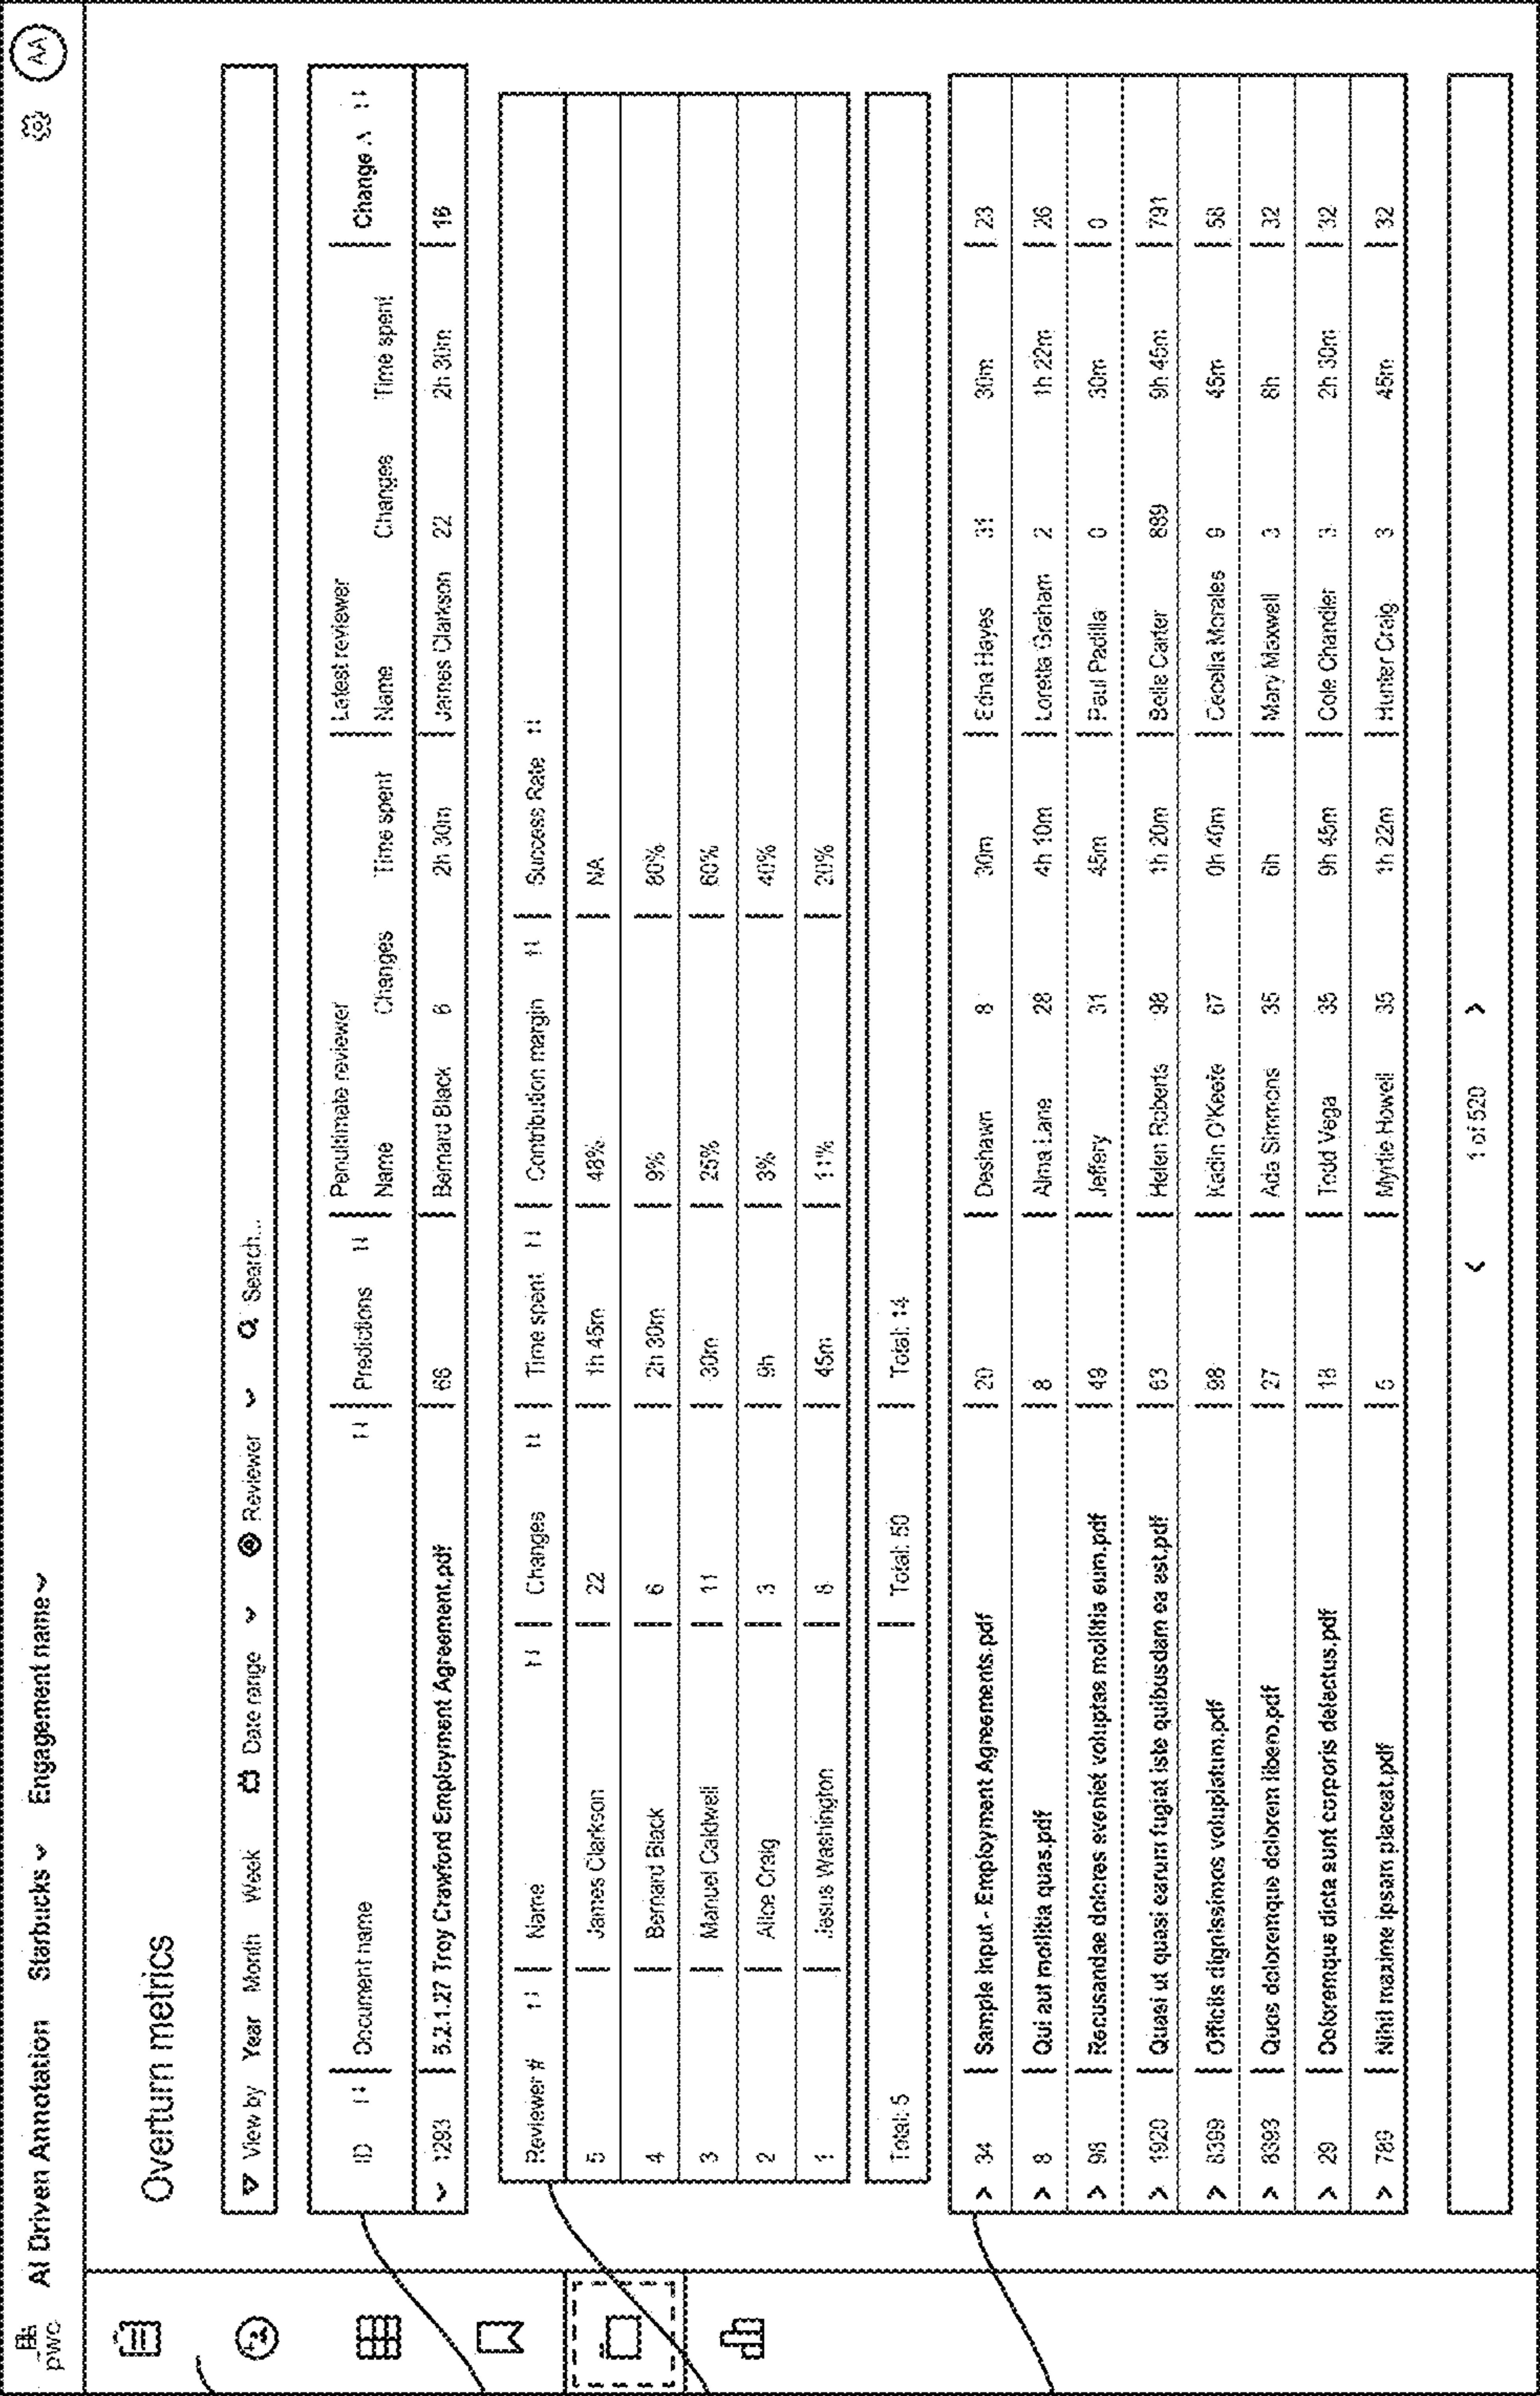 pwc AI Driven Annotation Starbucks Engagement name AA
Overturn metrics
View by Year Month Week Date range Reviewer Search...
Penultimate reviewer Latest reviewer
ID Document name Predictions Name Changes Time spent Name Changes Time spent Change Λ
1293 5.2.1.27 Troy Crawford Employment Agreement.pdf 66 Bernard Black 6 2h 30m James Clarkson 22 2h 30m 16
Reviewer # Name Changes Time spent Contribution margin Success Rate
5 James Clarkson 22 1h 45m 48% NA
4 Bernard Black 6 2h 30m 9% 80%
3 Manuel Caldwell 11 30m 25% 60%
2 Alice Craig 3 9h 3% 40%
1 Jesus Washington 8 45m 11% 20%
Total: 5 Total: 50 Total: 14
34 Sample Input - Employment Agreements.pdf 20 Deshawn 8 30m Edna Hayes 31 30m 23
8 Qui aut mollitia quas.pdf 8 Alma Lane 28 4h 10m Loretta Graham 2 1h 22m 26
98 Recusandae dolores eveniet voluptas mollitia eum.pdf 49 Jeffery 31 45m Paul Padilla 0 30m 0
1920 Quasi ut quasi earum fugiat iste quibusdam ea est.pdf 63 Helen Roberts 98 1h 20m Belle Carter 889 9h 45m 791
8399 Officiis dignissimos voluptatum.pdf 98 Kadin O'Keefe 67 0h 40m Cecelia Morales 9 45m 58
8393 Quos doloremque dolorem libero.pdf 27 Ada Simmons 35 6h Mary Maxwell 3 8h 32
29 Doloremque dicta sunt corporis delectus.pdf 18 Todd Vega 35 9h 45m Cole Chandler 3 2h 30m 32
789 Nihil maxime ipsam placeat.pdf 5 Myrtle Howell 35 1h 22m Hunter Craig 3 45m 32
1 of 520